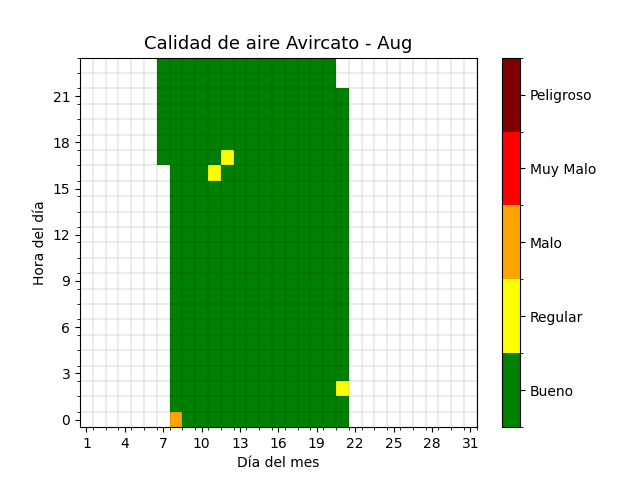 Calidad de aire Avircato - Aug
Hora del día
21
18
15
12
9
6
3
0
1 4 7 10 13 16 19 22 25 28 31
Día del mes
Peligroso
Muy Malo
Malo
Regular
Bueno